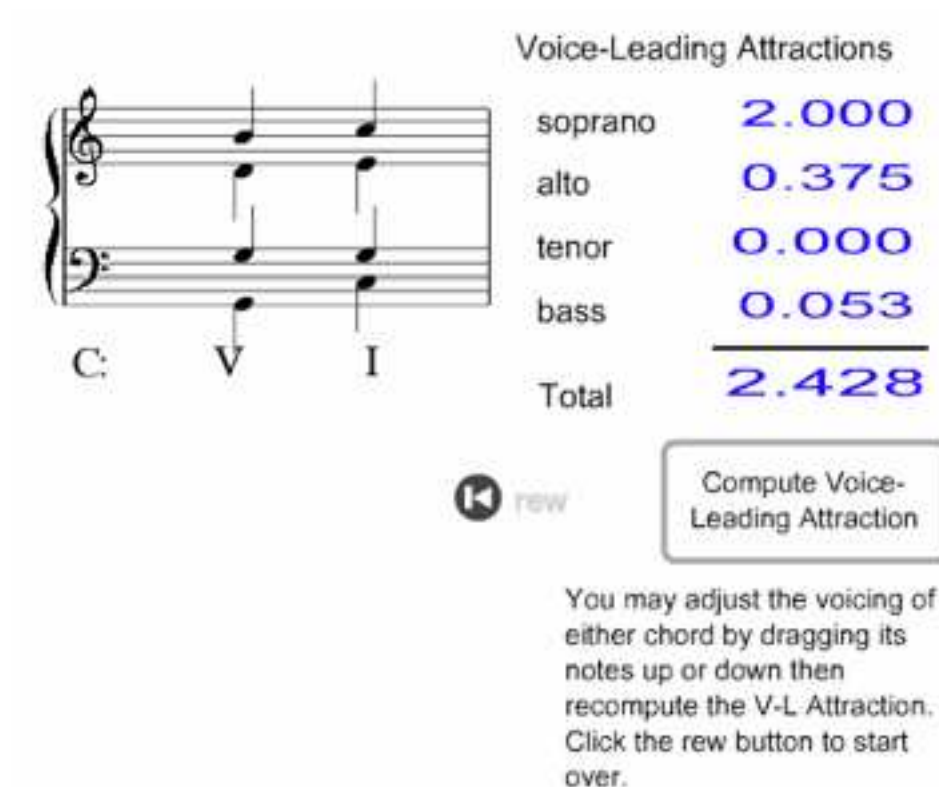 Voice-Leading Attractions
soprano 2.000
alto 0.375
tenor 0.000
bass 0.053
C: V I
Total 2.428
rew
Compute Voice-
Leading Attraction
You may adjust the voicing of
either chord by dragging its
notes up or down then
recompute the V-L Attraction.
Click the rew button to start
over.